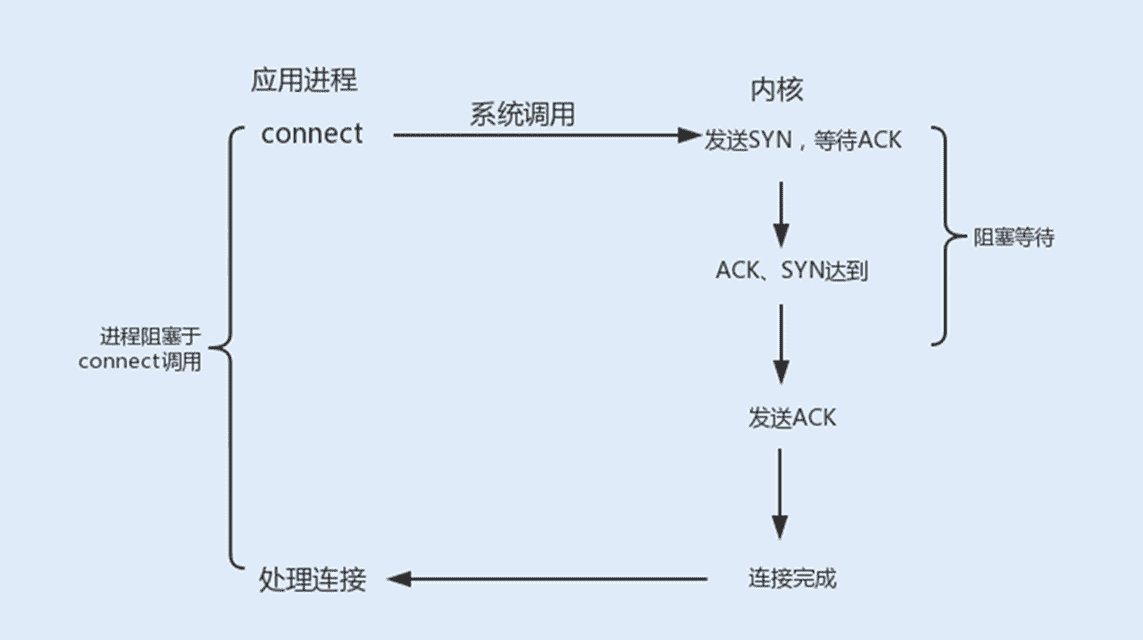 应用进程
内核
系统调用
connect
发送SYN，等待ACK
阻塞等待
ACK、SYN达到
进程阻塞于
connect调用
发送ACK
处理连接
连接完成